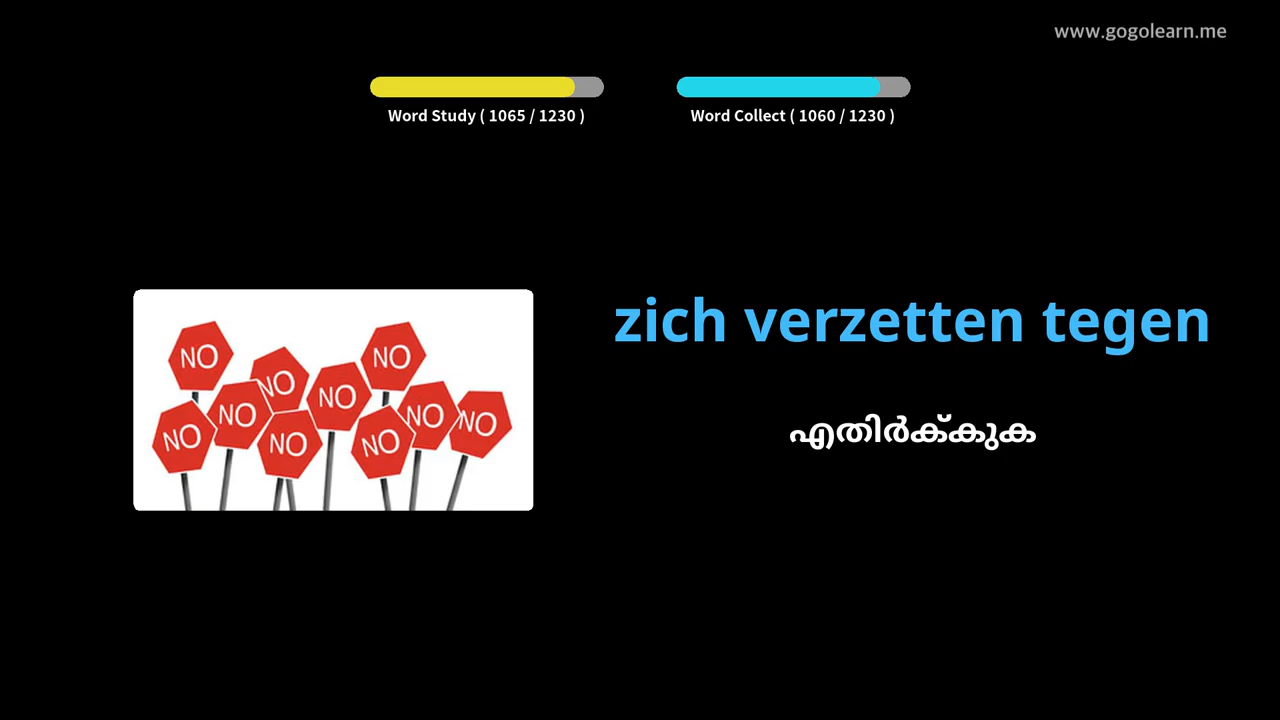 www.gogolearn.me
Word Study ( 1065 / 1230 )
Word Collect ( 1060 / 1230 )
zich verzetten tegen
എതിർക്ക്കുക
NO
NO
NO
NO
NO
NO
NO
NO
NO
NO